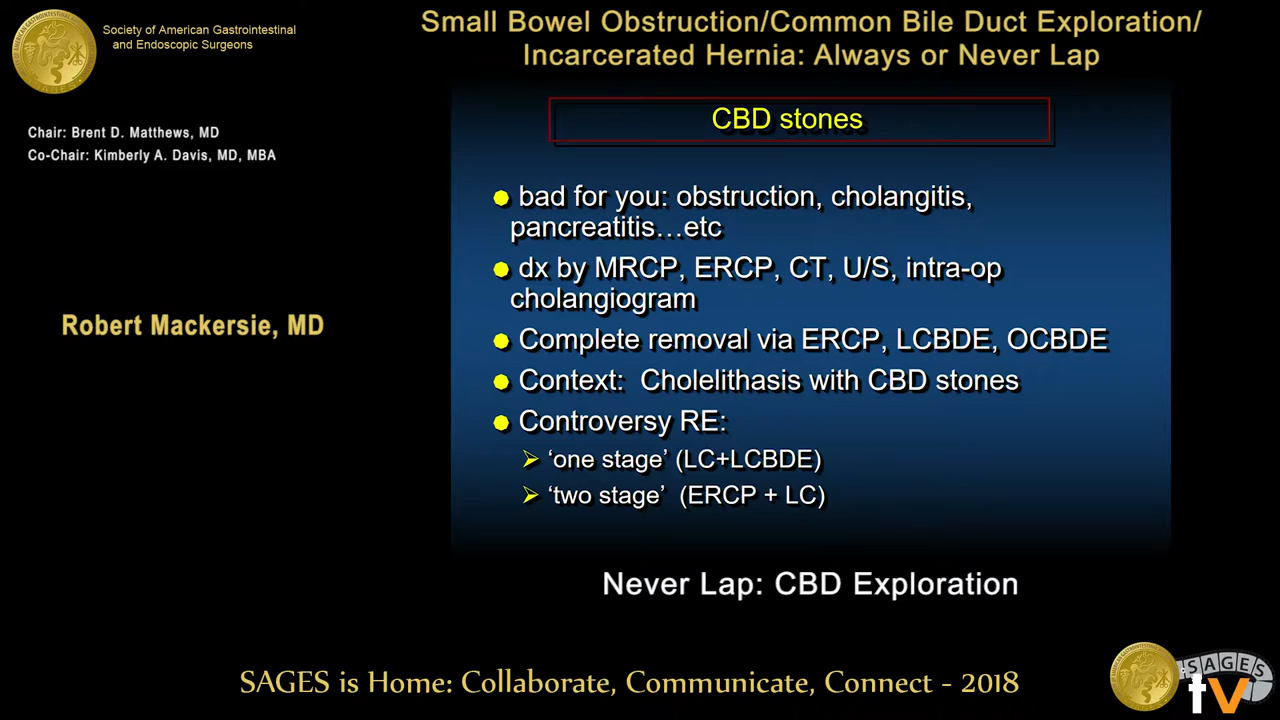 Society of American Gastrointestinal
and Endoscopic Surgeons
Small Bowel Obstruction/Common Bile Duct Exploration/
Incarcerated Hernia: Always or Never Lap
Chair: Brent D. Matthews, MD
Co-Chair: Kimberly A. Davis, MD, MBA
Robert Mackersie, MD
CBD stones
bad for you: obstruction, cholangitis,
pancreatitis…etc
dx by MRCP, ERCP, CT, U/S, intra-op
cholangiogram
Complete removal via ERCP, LCBDE, OCBDE
Context: Cholelithasis with CBD stones
Controversy RE:
‘one stage’ (LC+LCBDE)
‘two stage’ (ERCP + LC)
Never Lap: CBD Exploration
SAGES is Home: Collaborate, Communicate, Connect - 2018
SAGES
tv